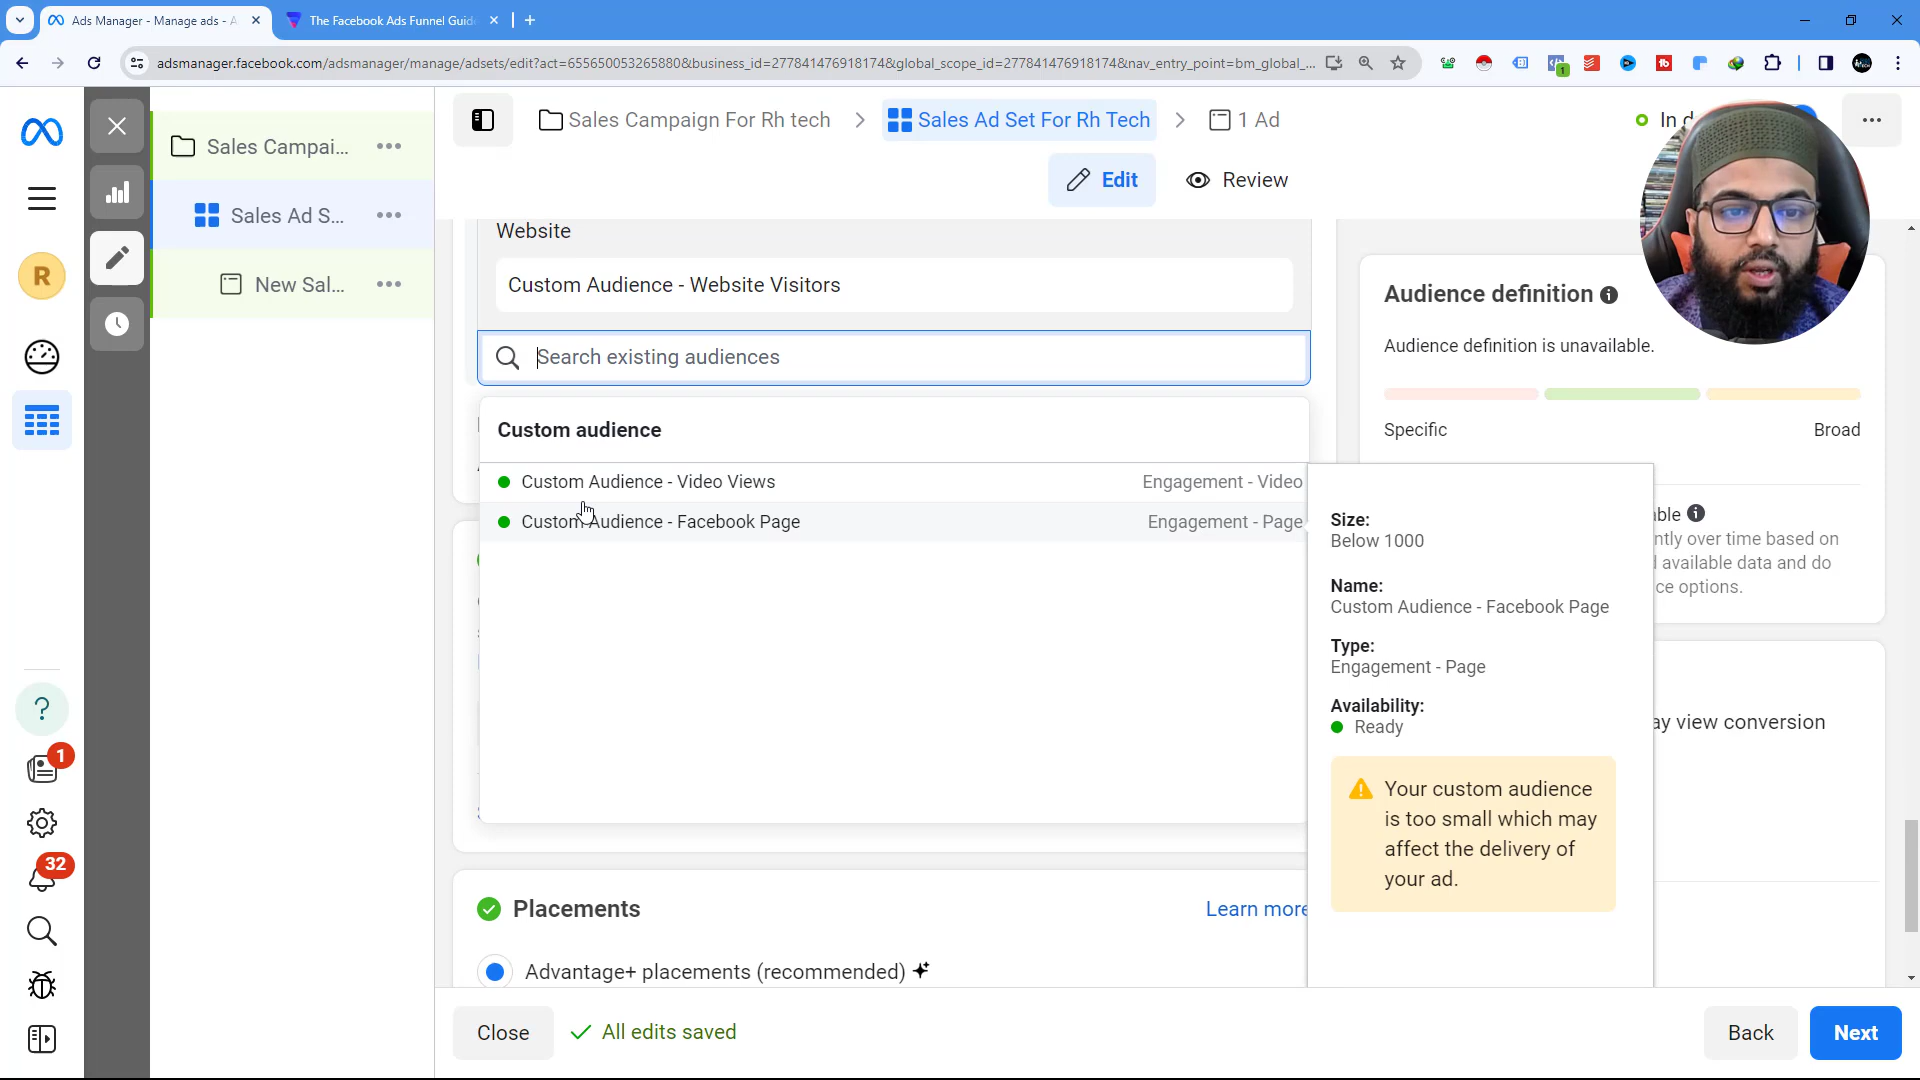 Ads Manager - Manage ads - A
The Facebook Ads Funnel Guide
adsmanager.facebook.com/adsmanager/manage/adsets/edit?act=655650053265880&business_id=277841476918174&global_scope_id=277841476918174&nav_entry_point=bm_global_...
1
Sales Campaign For Rh tech
Sales Ad Set For Rh Tech
1 Ad
In d
Edit
Review
Sales Campai...
Sales Ad S...
New Sal...
R
?
1
32
Website
Custom Audience - Website Visitors
Search existing audiences
Custom audience
Custom Audience - Video Views
Engagement - Video
Custom Audience - Facebook Page
Engagement - Page
Size:
Below 1000
Name:
Custom Audience - Facebook Page
Type:
Engagement - Page
Availability:
Ready
Your custom audience
is too small which may
affect the delivery of
your ad.
Audience definition
Audience definition is unavailable.
Specific
Broad
ble
ntly over time based on
available data and do
ce options.
ay view conversion
Placements
Learn more
Advantage+ placements (recommended)
Close
All edits saved
Back
Next